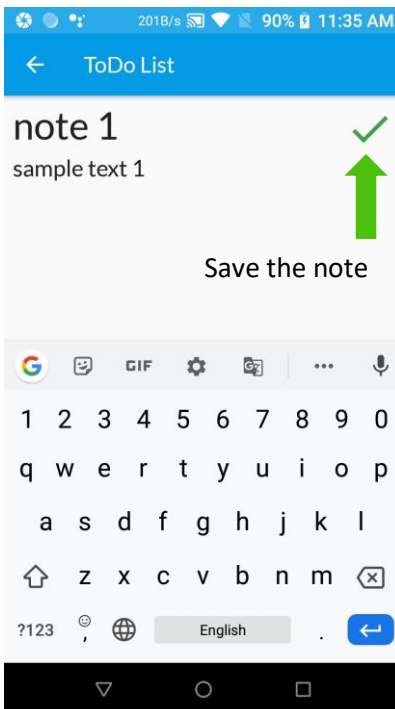 201B/s 90% 11:35 AM
ToDo List
note 1
sample text 1
Save the note
G GIF
1 2 3 4 5 6 7 8 9 0
q w e r t y u i o p
a s d f g h j k l
z x c v b n m
?123 , English .